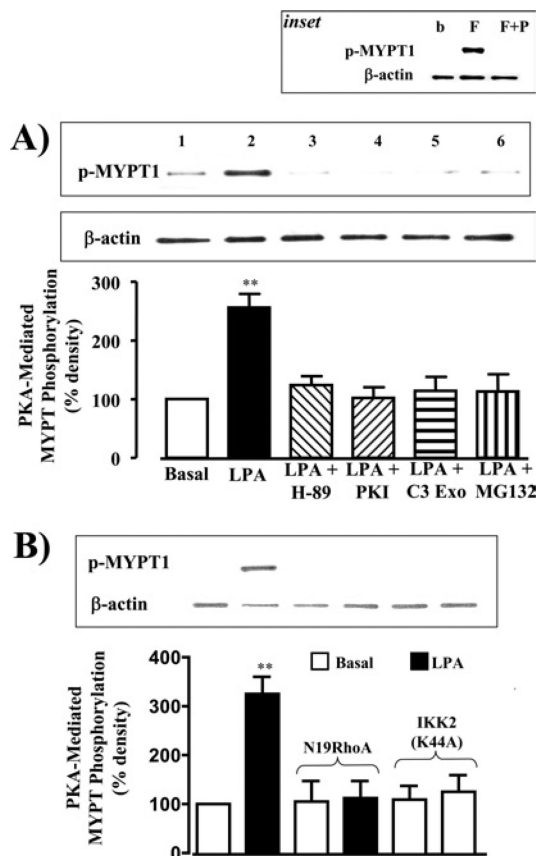 inset
b F F+P
p-MYPT1
β-actin
A)
1 2 3 4 5 6
p-MYPT1
β-actin
PKA-Mediated
MYPT Phosphorylation
(% density)
300
200
100
0
Basal LPA LPA + H-89 LPA + PKI LPA + C3 Exo LPA + MG132
**
B)
p-MYPT1
β-actin
PKA-Mediated
MYPT Phosphorylation
(% density)
400
300
200
100
0
**
Basal LPA
N19RhoA
IKK2
(K44A)